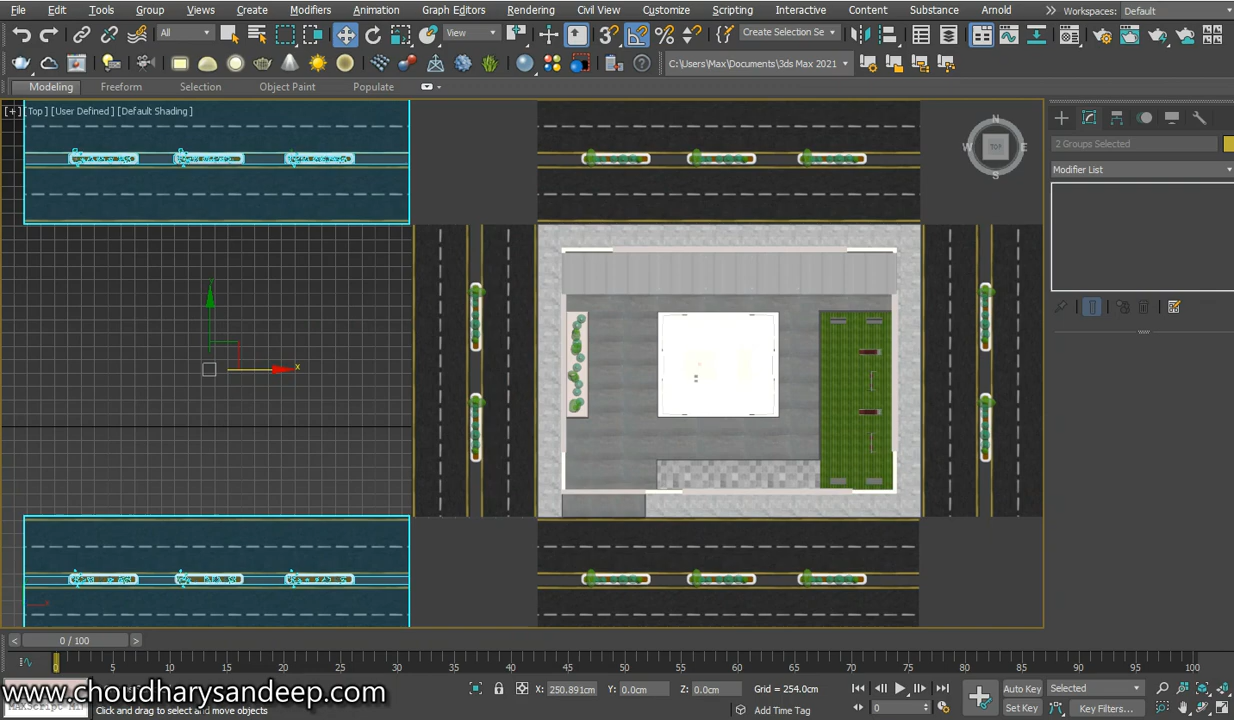 File Edit Tools Group Views Create Modifiers Animation Graph Editors Rendering Civil View Customize Scripting Interactive Content Substance Arnold Workspaces: Default
All View Create Selection Se
C:\Users\Max\Documents\3ds Max 2021
Modeling Freeform Selection Object Paint Populate
[+] [Top ] [User Defined ] [Default Shading ]
N
W TOP E
S
2 Groups Selected
Modifier List
x
0 / 100
0 5 10 15 20 25 30 35 40 45 50 55 60 65 70 75 80 85 90 95 100
www.choudharysandeep.com
X: 250.891cm Y: 0.0cm Z: 0.0cm Grid = 254.0cm
Auto Key Selected
MAXScript Mi
Click and drag to select and move objects
Add Time Tag
0
Set Key Key Filters...